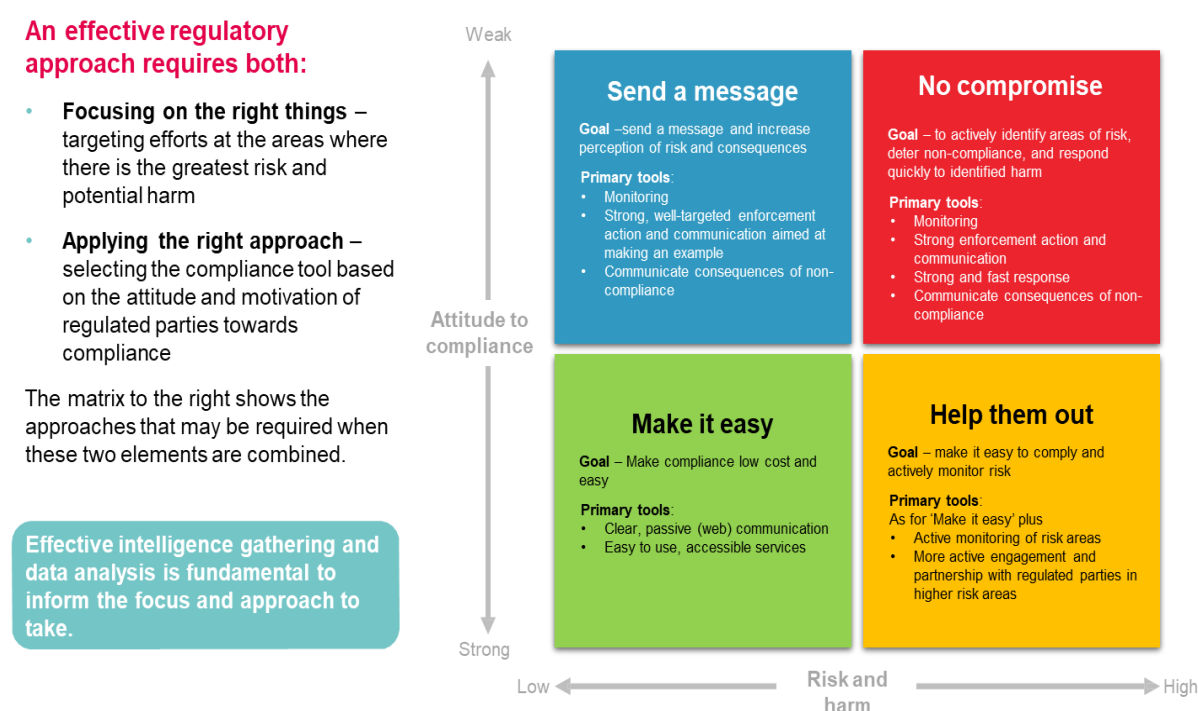 An effective regulatory
approach requires both:
• Focusing on the right things –
targeting efforts at the areas where
there is the greatest risk and
potential harm
• Applying the right approach –
selecting the compliance tool based
on the attitude and motivation of
regulated parties towards
compliance
The matrix to the right shows the
approaches that may be required when
these two elements are combined.
Effective intelligence gathering and
data analysis is fundamental to
inform the focus and approach to
take.
Weak
Attitude to
compliance
Strong
Send a message
Goal –send a message and increase
perception of risk and consequences
Primary tools:
• Monitoring
• Strong, well-targeted enforcement
action and communication aimed at
making an example
• Communicate consequences of non-
compliance
No compromise
Goal – to actively identify areas of risk,
deter non-compliance, and respond
quickly to identified harm
Primary tools:
• Monitoring
• Strong enforcement action and
communication
• Strong and fast response
• Communicate consequences of non-
compliance
Make it easy
Goal – Make compliance low cost and
easy
Primary tools:
• Clear, passive (web) communication
• Easy to use, accessible services
Help them out
Goal – make it easy to comply and
actively monitor risk
Primary tools:
As for ‘Make it easy’ plus
• Active monitoring of risk areas
• More active engagement and
partnership with regulated parties in
higher risk areas
Low
Risk and
harm
High